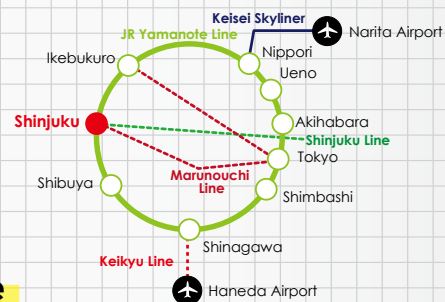 Keisei Skyliner
JR Yamanote Line
Narita Airport
Ikebukuro
Nippori
Ueno
Shinjuku
Akihabara
Shinjuku Line
Tokyo
Marunouchi
Line
Shibuya
Shimbashi
Shinagawa
Keikyu Line
Haneda Airport
e